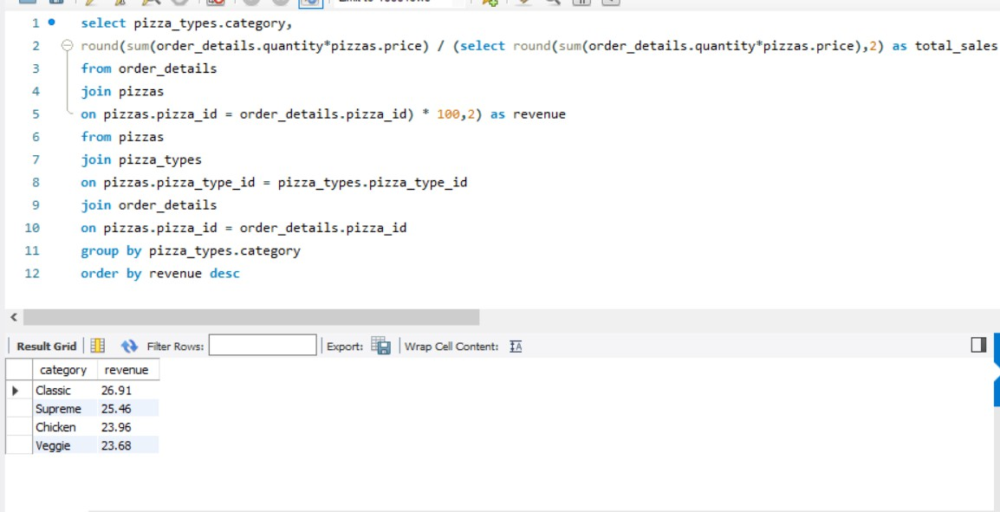 1 select pizza_types.category,
2 round(sum(order_details.quantity*pizzas.price) / (select round(sum(order_details.quantity*pizzas.price),2) as total_sales
3 from order_details
4 join pizzas
5 on pizzas.pizza_id = order_details.pizza_id) * 100,2) as revenue
6 from pizzas
7 join pizza_types
8 on pizzas.pizza_type_id = pizza_types.pizza_type_id
9 join order_details
10 on pizzas.pizza_id = order_details.pizza_id
11 group by pizza_types.category
12 order by revenue desc
Result Grid Filter Rows: Export: Wrap Cell Content: IA
category revenue
Classic 26.91
Supreme 25.46
Chicken 23.96
Veggie 23.68